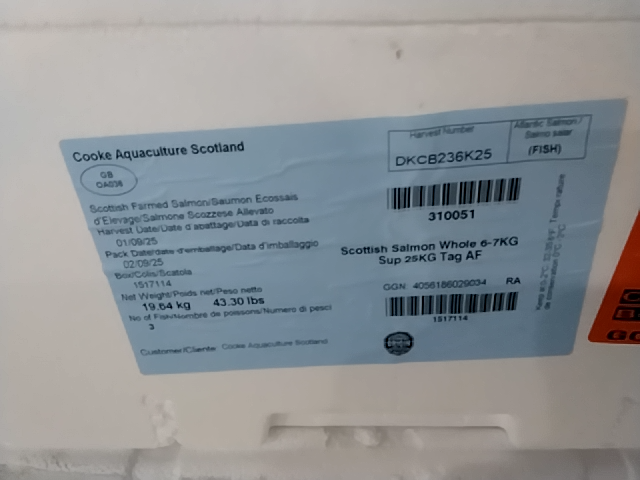 Cooke Aquaculture Scotland
GB
OA036
Scottish Farmed Salmon/Saumon Ecossais
d'Elevage/Salmone Scozzese Allevato
Harvest Date/Date d'abattage/Data di raccolta
01/09/25
Pack Date/date d'emballage/Data d'imballagio
02/09/25
Box/Colis/Scatola
1517114
Net Weight/Poids net/Peso netto
19.64 kg 43.30 lbs
No of Fish/Nombre de poissons/Numero di pesci
3
Customer/Cliente: Cooke Aquaculture Scotland
Harvest Number
DKCB236K25
Atlantic Salmon/
Salmo salar
(FISH)
310051
Scottish Salmon Whole 6-7KG
Sup 25KG Tag AF
GGN: 4056186029034 RA
1517114